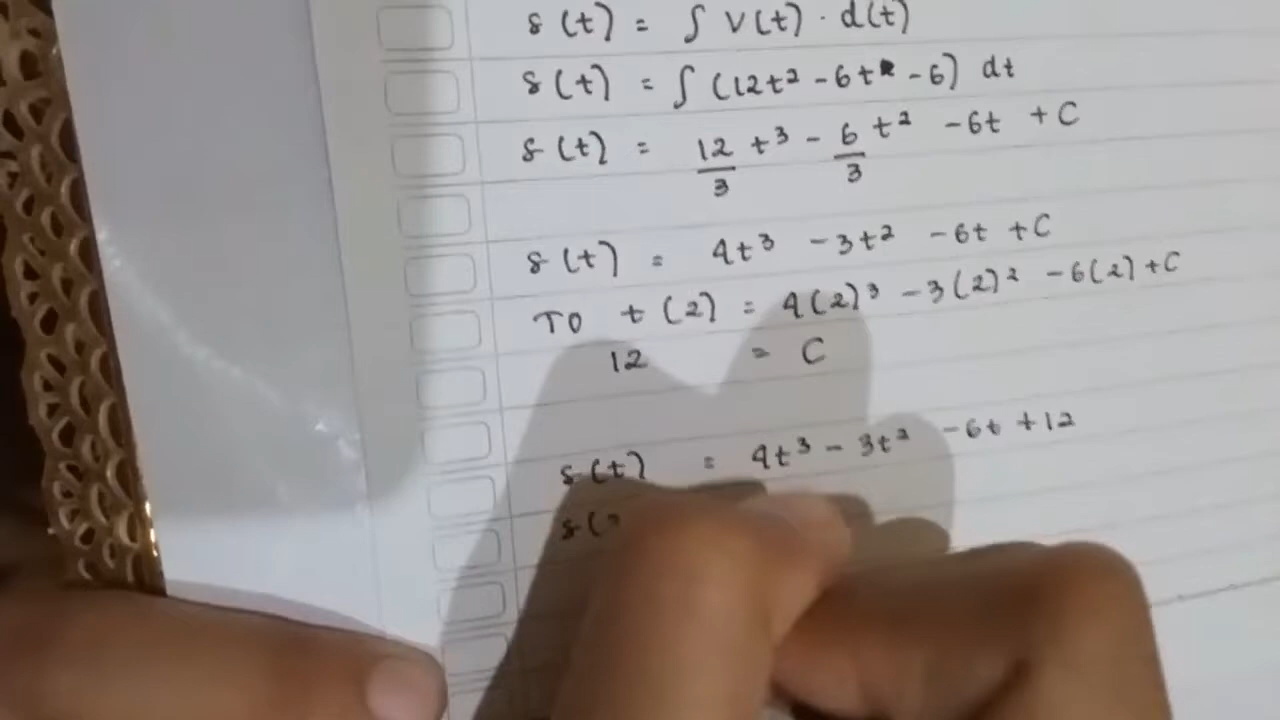 s(t) = ∫ v(t) · d(t)
s(t) = ∫ (12t² - 6t - 6) dt
s(t) = 12/3 t³ - 6/3 t² - 6t + C
s(t) = 4t³ - 3t² - 6t + C
TO t(2) = 4(2)³ - 3(2)² - 6(2) + C
12 = C
s(t) = 4t³ - 3t² - 6t + 12
s(